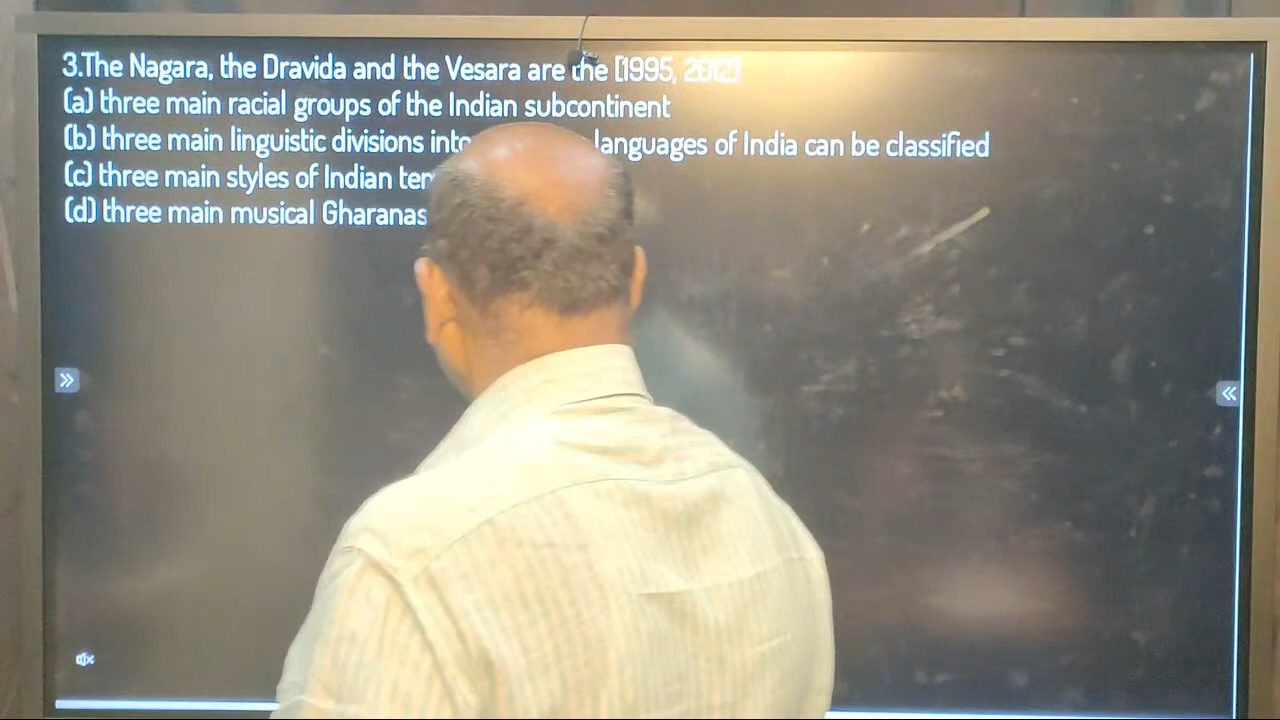 3.The Nagara, the Dravida and the Vesara are the [1995, 2012]
(a) three main racial groups of the Indian subcontinent
(b) three main linguistic divisions into languages of India can be classified
(c) three main styles of Indian
(d) three main musical Gharanas